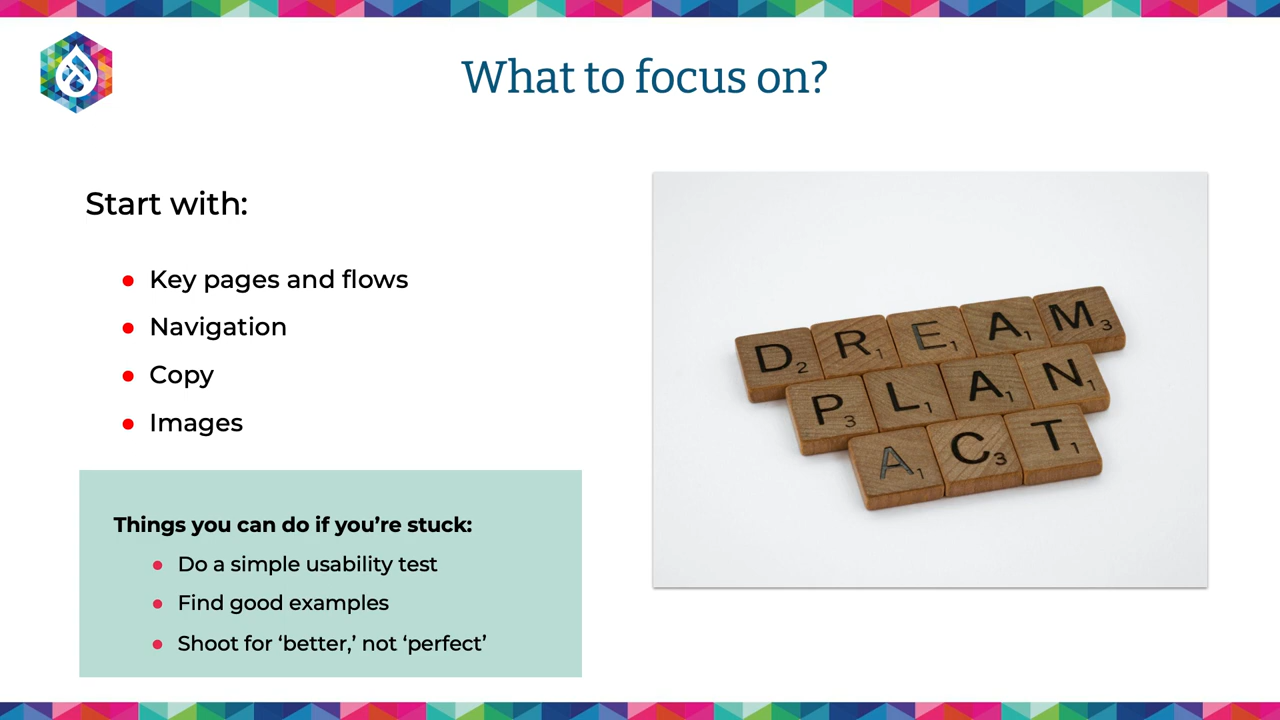 What to focus on?
Start with:
● Key pages and flows
● Navigation
● Copy
● Images
Things you can do if you're stuck:
● Do a simple usability test
● Find good examples
● Shoot for ‘better,’ not ‘perfect’
D2 R1 E1 A1 M3
P3 L1 A1 N1
A1 C3 T1